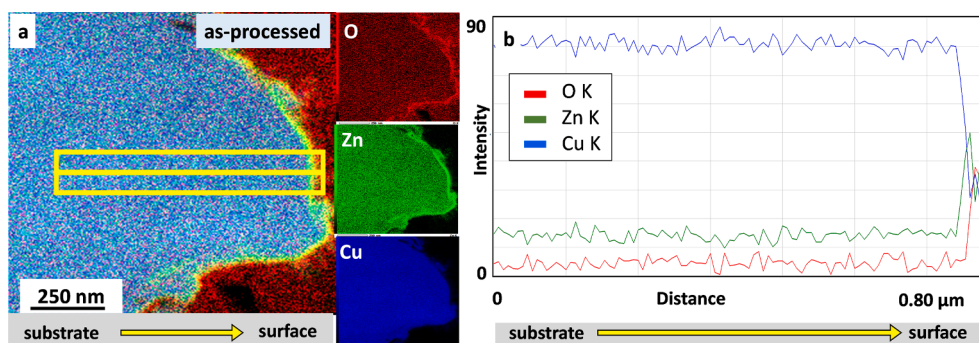 a
as-processed
O
Zn
Cu
250 nm
substrate
surface
b
90
Intensity
0
O K
Zn K
Cu K
0
Distance
0.80 µm
substrate
surface